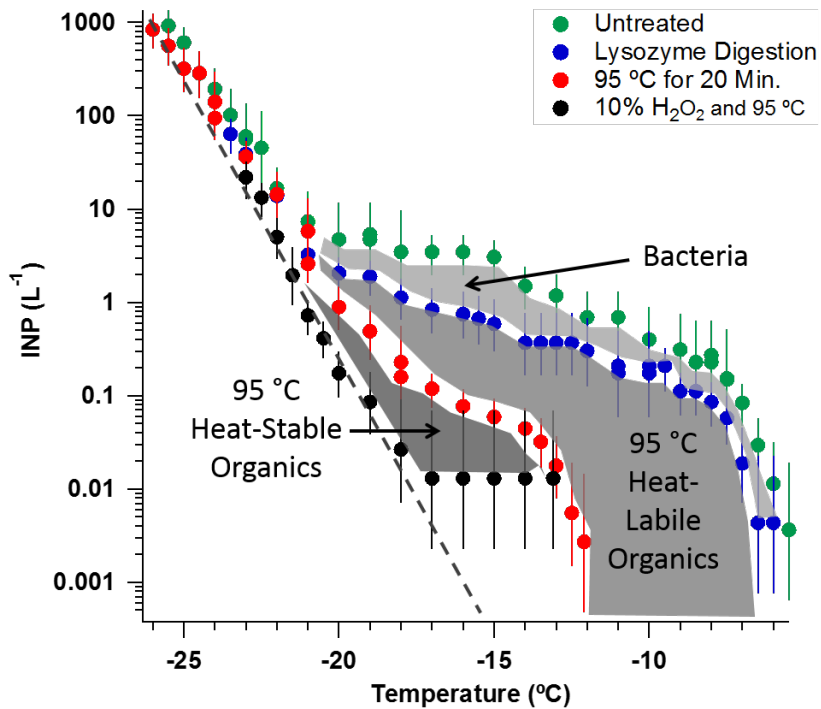 1000
100
10
1
0.1
0.01
0.001
INP (L⁻¹)
-25
-20
-15
-10
Temperature (ºC)
Untreated
Lysozyme Digestion
95 ºC for 20 Min.
10% H₂O₂ and 95 ºC
Bacteria
95 °C
Heat-Stable
Organics
95 °C
Heat-
Labile
Organics